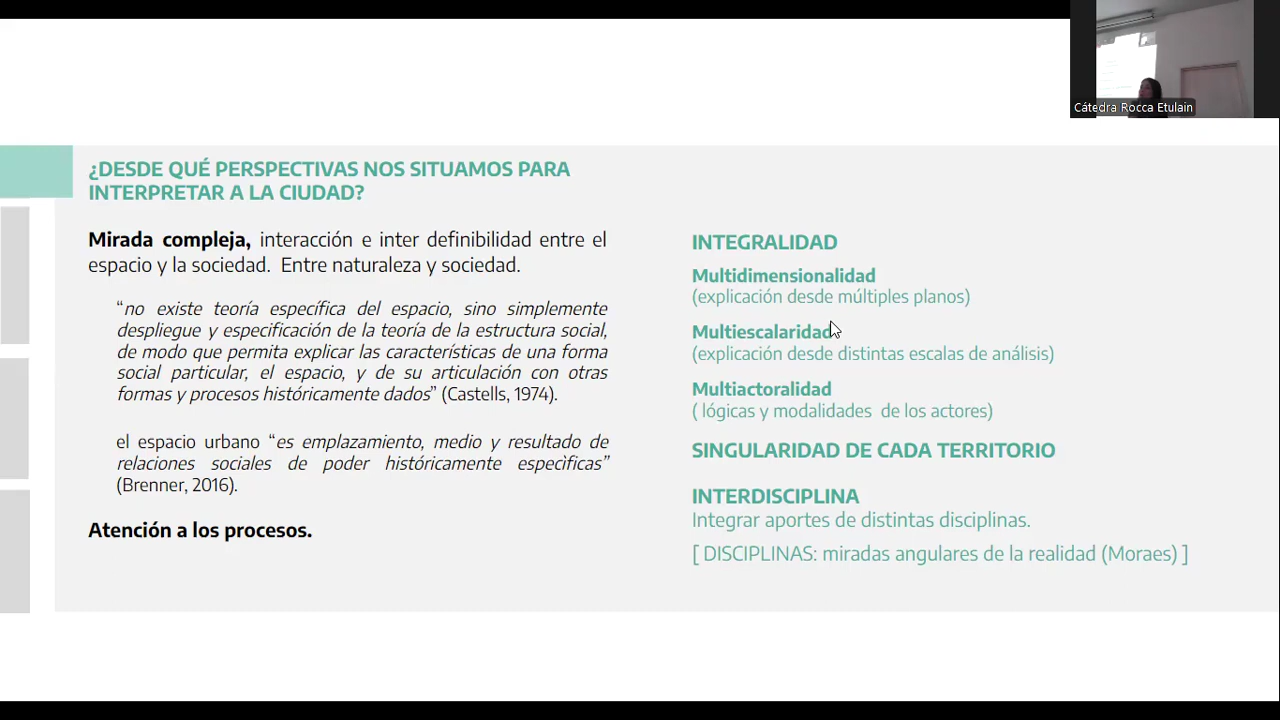 Cátedra Rocca Etulain
¿DESDE QUÉ PERSPECTIVAS NOS SITUAMOS PARA
INTERPRETAR A LA CIUDAD?
Mirada compleja, interacción e inter definibilidad entre el
espacio y la sociedad. Entre naturaleza y sociedad.
“no existe teoría específica del espacio, sino simplemente
despliegue y especificación de la teoría de la estructura social,
de modo que permita explicar las características de una forma
social particular, el espacio, y de su articulación con otras
formas y procesos históricamente dados” (Castells, 1974).
el espacio urbano “es emplazamiento, medio y resultado de
relaciones sociales de poder históricamente especìficas”
(Brenner, 2016).
Atención a los procesos.
INTEGRALIDAD
Multidimensionalidad
(explicación desde múltiples planos)
Multiescalaridad
(explicación desde distintas escalas de análisis)
Multiactoralidad
( lógicas y modalidades de los actores)
SINGULARIDAD DE CADA TERRITORIO
INTERDISCIPLINA
Integrar aportes de distintas disciplinas.
[ DISCIPLINAS: miradas angulares de la realidad (Moraes) ]